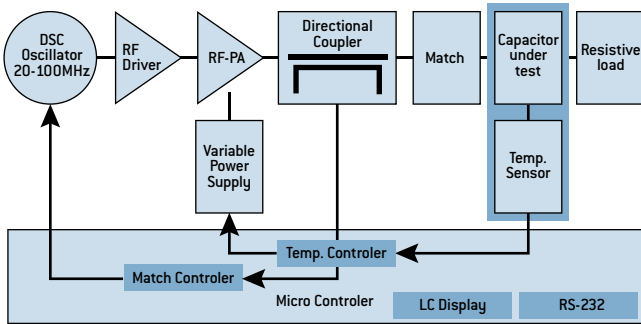 DSC
Oscillator
20-100MHz
RF
Driver
RF-PA
Directional
Coupler
Match
Capacitor
under
test
Resistive
load
Variable
Power
Supply
Temp.
Sensor
Temp. Controler
Match Controler
Micro Controler
LC Display
RS-232